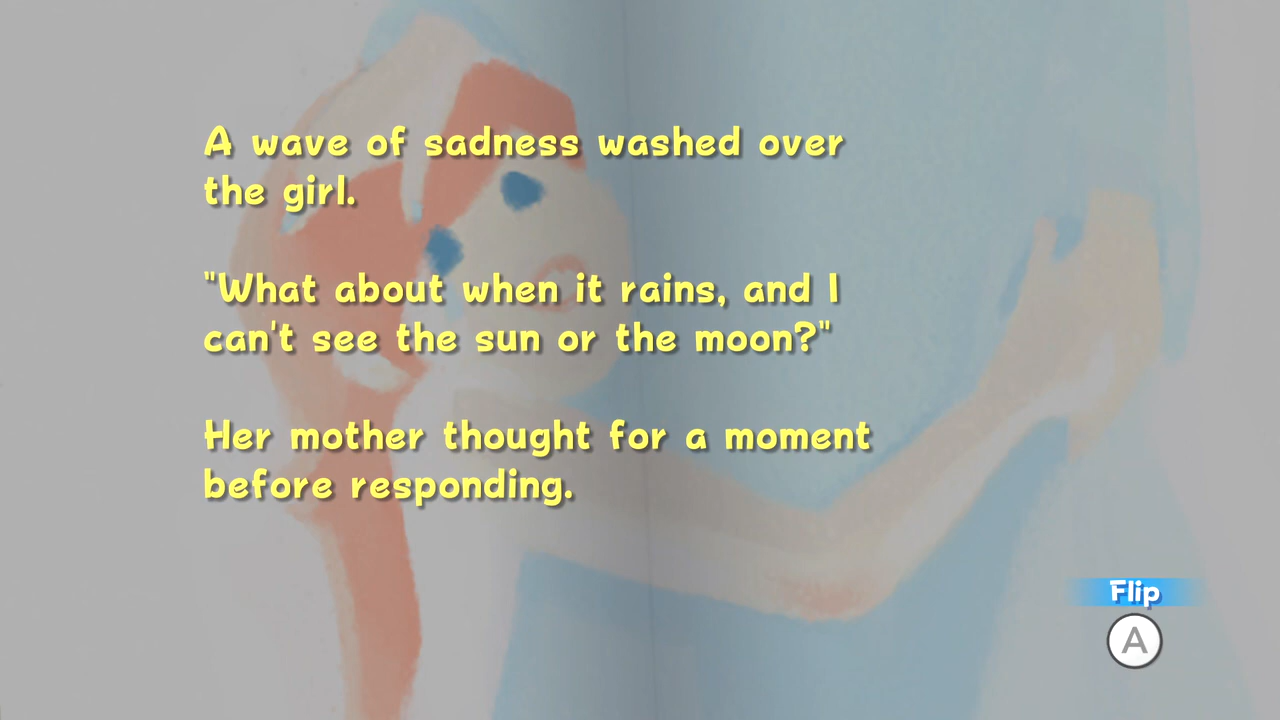 A wave of sadness washed over
the girl.
"What about when it rains, and I
can't see the sun or the moon?"
Her mother thought for a moment
before responding.
Flip
A